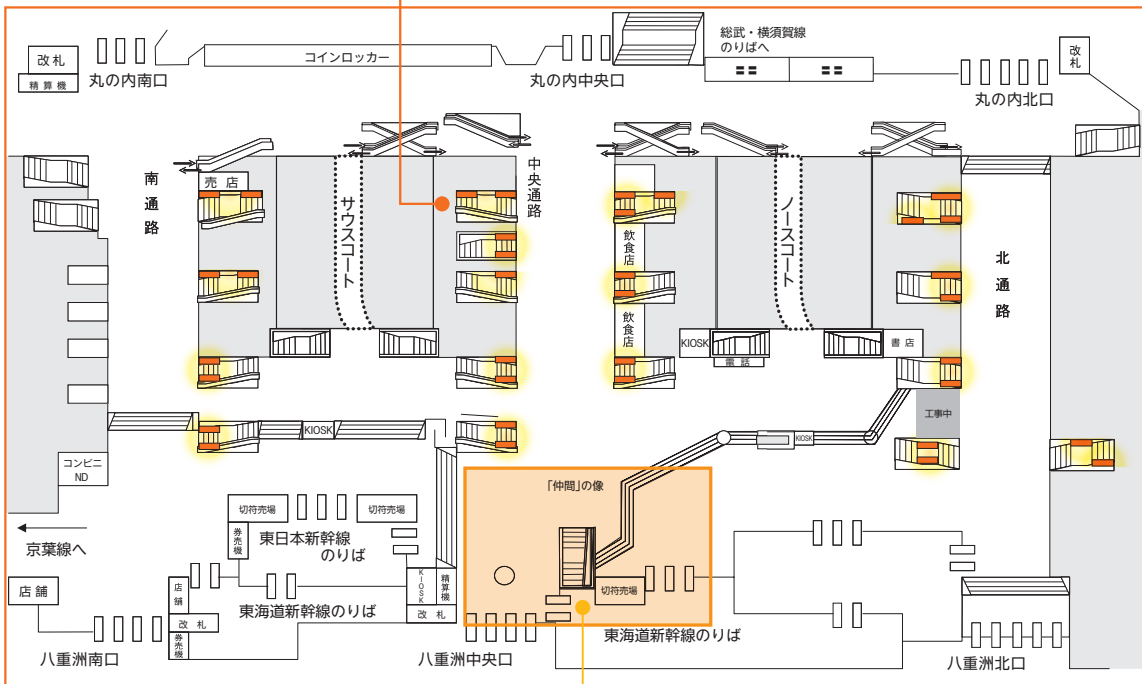 改札
精算機
丸の内南口
コインロッカー
丸の内中央口
総武・横須賀線
のりばへ
丸の内北口
改札
南通路
売店
サウスコート
中央通路
飲食店
飲食店
ノースコート
北通路
KIOSK
電話
書店
工事中
KIOSK
KIOSK
コンビニ
ND
京葉線へ
切符売場
切符売場
券売機
東日本新幹線
のりば
「仲間」の像
店舗
店舗
改札
券売機
東海道新幹線のりば
KIOSK
精算機
改札
切符売場
東海道新幹線のりば
八重洲南口
八重洲中央口
八重洲北口